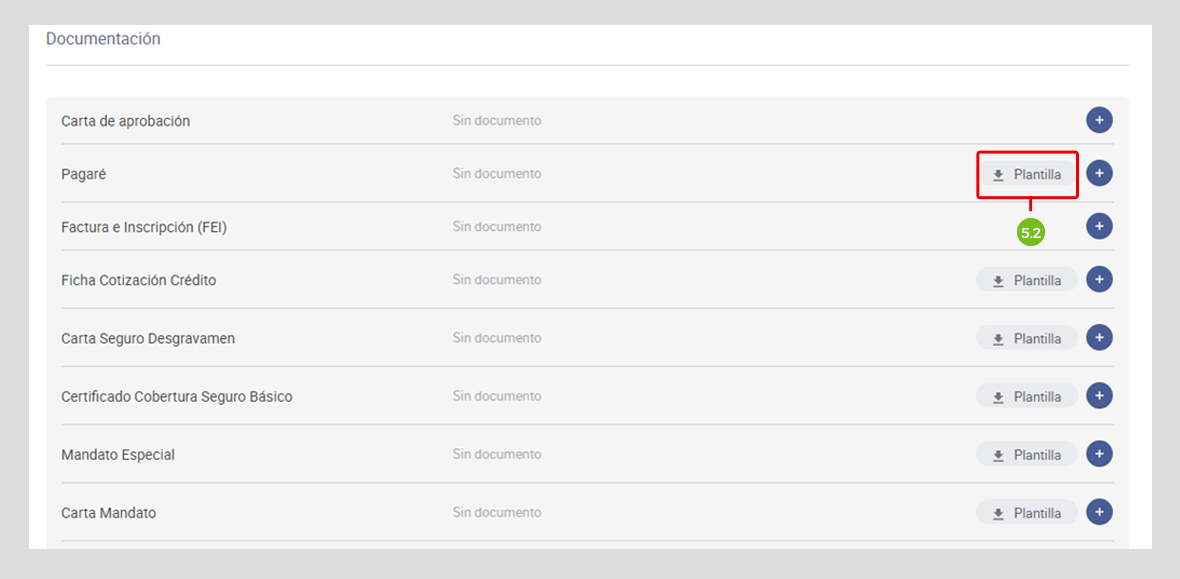 Documentación
Carta de aprobación Sin documento +
Pagaré Sin documento Plantilla +
Factura e Inscripción (FEI) Sin documento +
5.2
Ficha Cotización Crédito Sin documento Plantilla +
Carta Seguro Desgravamen Sin documento Plantilla +
Certificado Cobertura Seguro Básico Sin documento Plantilla +
Mandato Especial Sin documento Plantilla +
Carta Mandato Sin documento Plantilla +